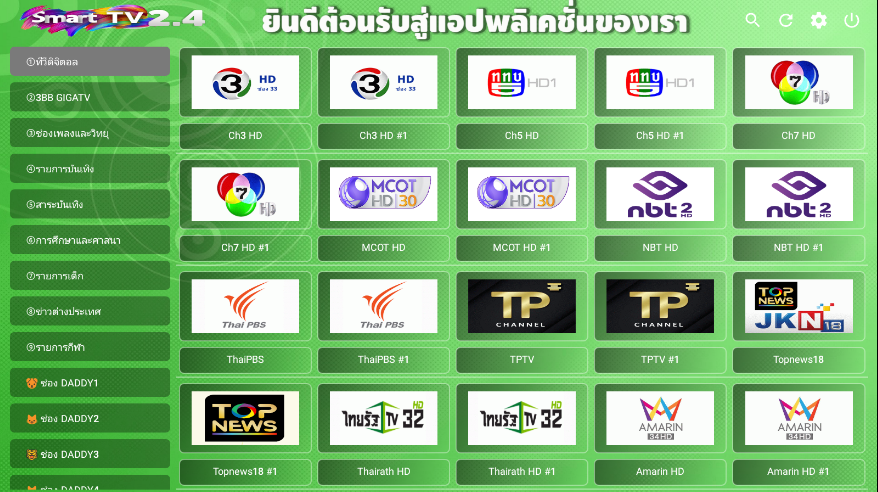 Smart TV 2.4
ยินดีต้อนรับสู่แอปพลิเคชั่นของเรา
①ทีวีดิจิตอล
②3BB GIGATV
③ช่องเพลงและวิทยุ
④รายการบันเทิง
⑤สาระบันเทิง
⑥การศึกษาและศาสนา
⑦รายการเด็ก
⑧ข่าวต่างประเทศ
⑨รายการกีฬา
ช่อง DADDY1
ช่อง DADDY2
ช่อง DADDY3
ช่อง DADDY4
3 HD ช่อง 33
3 HD ช่อง 33
ททบ HD1
ททบ HD1
7 HD
Ch3 HD
Ch3 HD #1
Ch5 HD
Ch5 HD #1
Ch7 HD
7 HD
MCOT HD 30
MCOT HD 30
nbt 2 HD
nbt 2 HD
Ch7 HD #1
MCOT HD
MCOT HD #1
NBT HD
NBT HD #1
Thai PBS
Thai PBS
TP CHANNEL
TP CHANNEL
TOP NEWS
JKN 18
ThaiPBS
ThaiPBS #1
TPTV
TPTV #1
Topnews18
TOP NEWS
ไทยรัฐ TV 32 HD
ไทยรัฐ TV 32 HD
AMARIN 34 HD
AMARIN 34 HD
Topnews18 #1
Thairath HD
Thairath HD #1
Amarin HD
Amarin HD #1